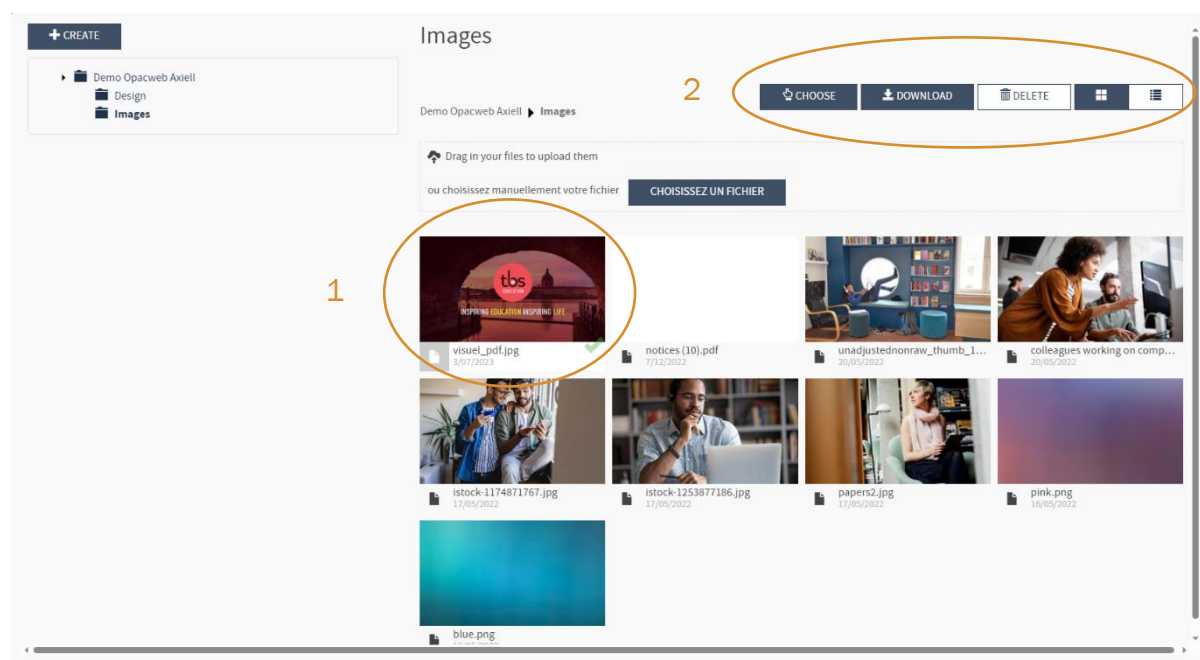 CREATE
Images
Demo Opacweb Axiell
Design
Images
2
CHOOSE
DOWNLOAD
DELETE
Demo Opacweb Axiell Images
Drag in your files to upload them
ou choisissez manuellement votre fichier
CHOISISSEZ UN FICHIER
1
tbs
EDUCATION
INSPIRING EDUCATION INSPIRING LIFE
visuel_pdf.jpg
3/07/2023
notices (10).pdf
7/12/2022
unadjustednonraw_thumb_1...
20/05/2022
colleagues working on comp...
20/05/2022
istock-1174871767.jpg
17/05/2022
istock-1253877186.jpg
17/05/2022
papers2.jpg
17/05/2022
pink.png
16/05/2022
blue.png